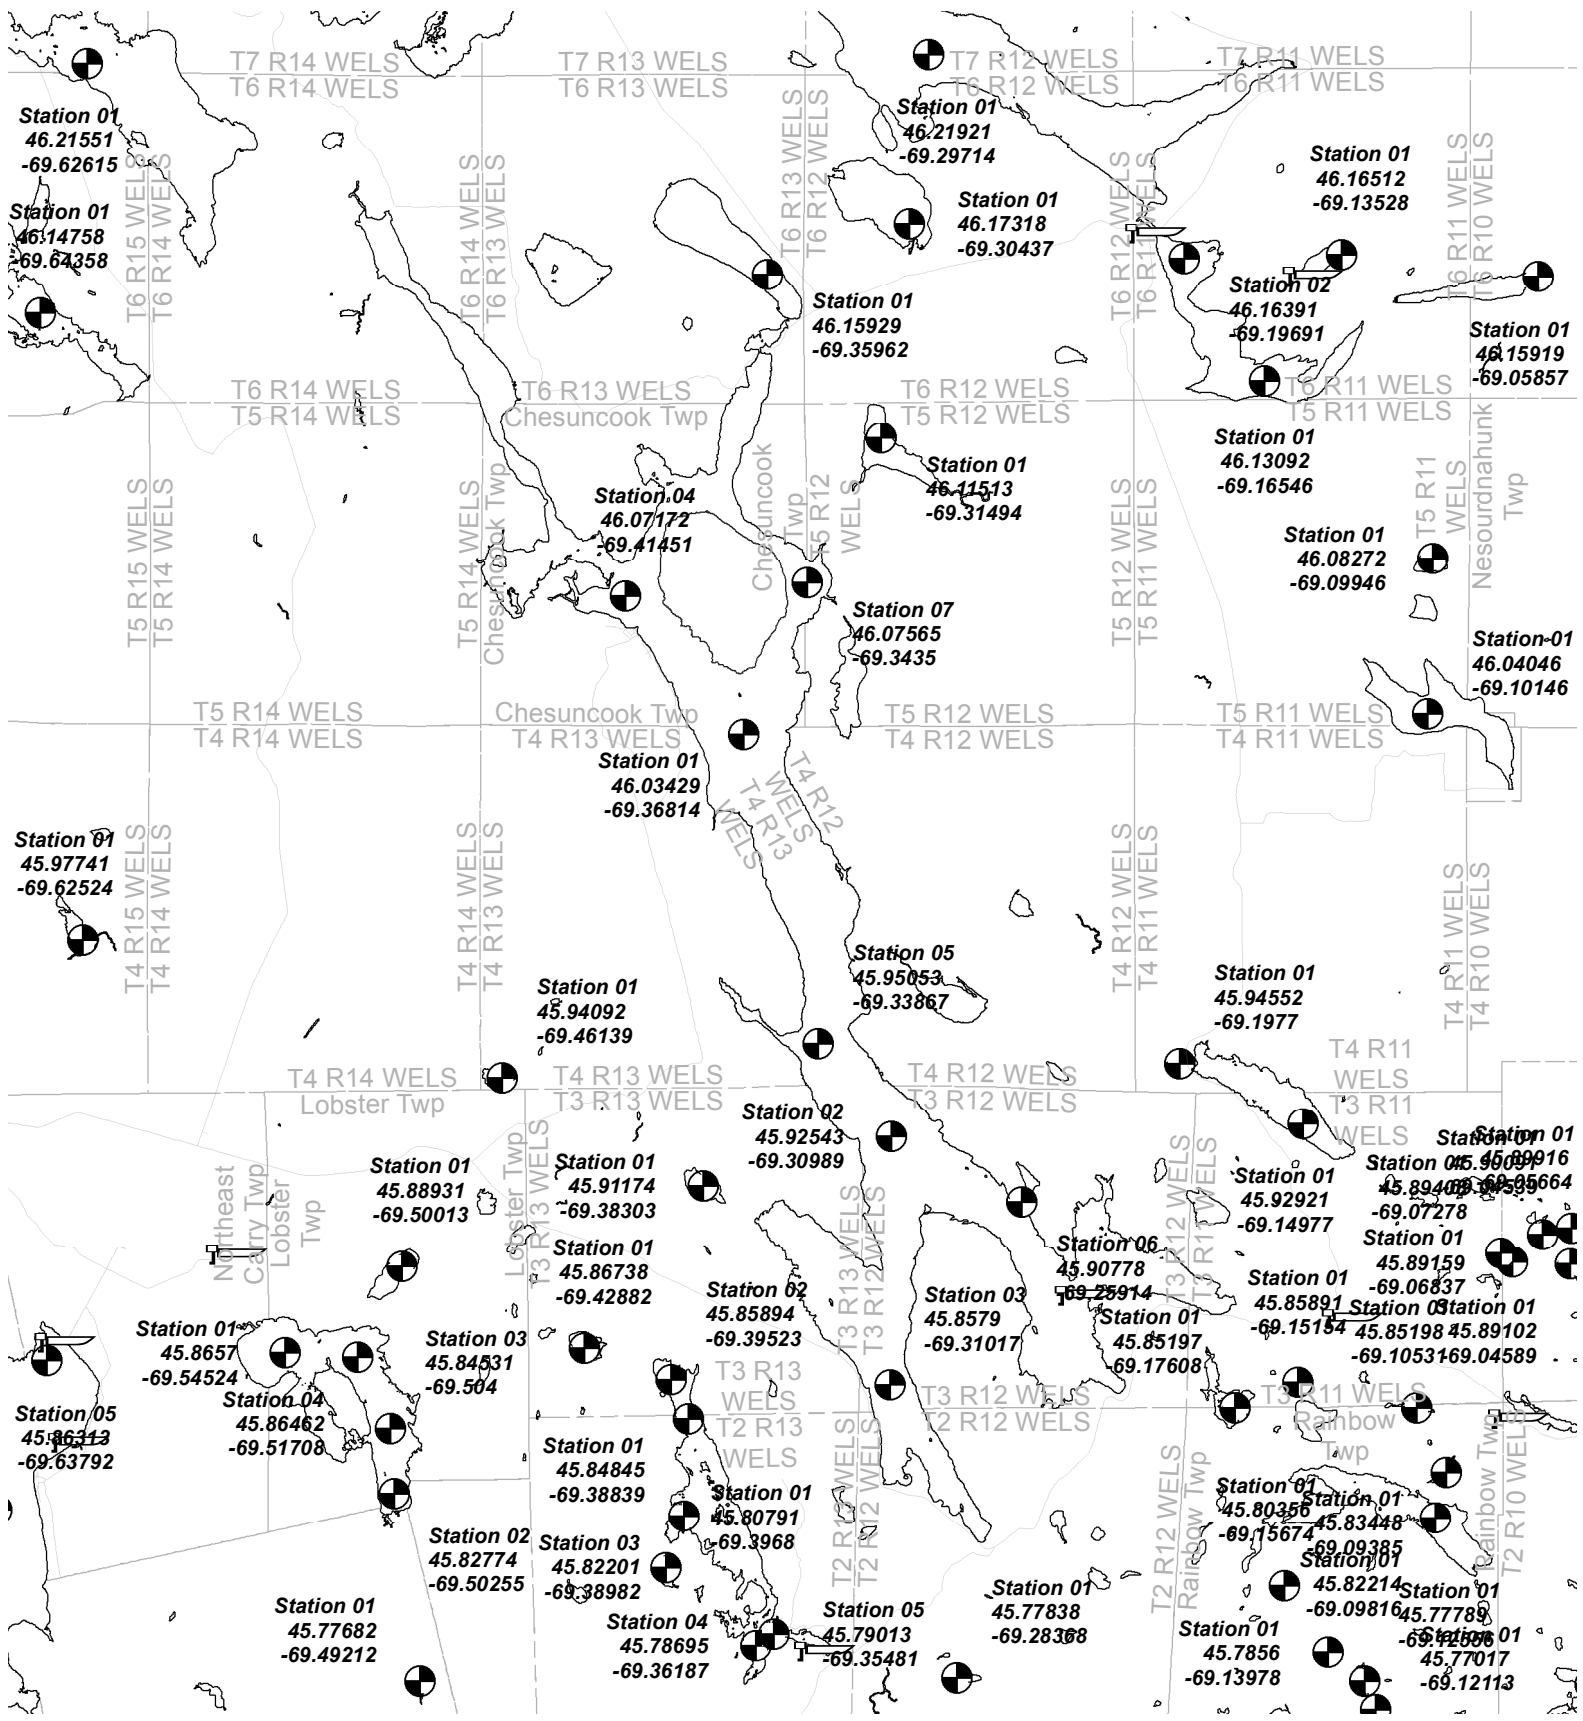 T7 R14 WELS
T6 R14 WELS
T7 R13 WELS
T6 R13 WELS
T7 R12 WELS
T6 R12 WELS
T7 R11 WELS
T6 R11 WELS
Station 01
46.21551
-69.62615
Station 01
46.21921
-69.29714
Station 01
46.16512
-69.13528
Station 01
46.14758
-69.64358
Station 01
46.17318
-69.30437
T6 R15 WELS
T6 R14 WELS
T6 R14 WELS
T6 R13 WELS
T6 R13 WELS
T6 R12 WELS
T6 R12 WELS
T6 R11 WELS
T6 R11 WELS
T6 R10 WELS
Station 01
46.15929
-69.35962
Station 02
46.16391
-69.19691
Station 01
46.15919
-69.05857
T6 R14 WELS
T5 R14 WELS
T6 R13 WELS
Chesuncook Twp
T6 R12 WELS
T5 R12 WELS
T6 R11 WELS
T5 R11 WELS
Station 01
46.13092
-69.16546
Station 01
46.11513
-69.31494
Station 04
46.07172
-69.41451
Station 01
46.08272
-69.09946
T5 R15 WELS
T5 R14 WELS
T5 R14 WELS
Chesuncook Twp
Chesuncook
Twp
T5 R12
WELS
T5 R12 WELS
T5 R11 WELS
T5 R11
WELS
Nesourdnahunk
Twp
Station 07
46.07565
-69.3435
Station 01
46.04046
-69.10146
T5 R14 WELS
T4 R14 WELS
Chesuncook Twp
T4 R13 WELS
T5 R12 WELS
T4 R12 WELS
T5 R11 WELS
T4 R11 WELS
Station 01
46.03429
-69.36814
T4 R12
WELS
T4 R13
WELS
Station 01
45.97741
-69.62524
T4 R15 WELS
T4 R14 WELS
T4 R14 WELS
T4 R13 WELS
T4 R12 WELS
T4 R11 WELS
T4 R11 WELS
T4 R10 WELS
Station 05
45.95053
-69.33867
Station 01
45.94092
-69.46139
Station 01
45.94552
-69.1977
T4 R14 WELS
Lobster Twp
T4 R13 WELS
T3 R13 WELS
T4 R12 WELS
T3 R12 WELS
T4 R11
WELS
T3 R11
WELS
Station 02
45.92543
-69.30989
Station 01
45.88931
-69.50013
Station 01
45.91174
-69.38303
Station 01
45.92921
-69.14977
Station 01
45.89916
-69.05664
-69.07278
Northeast
Carry Twp
Lobster
Twp
Lobster Twp
T3 R13 WELS
T3 R13 WELS
T3 R12 WELS
T3 R12 WELS
T3 R11 WELS
Station 01
45.86738
-69.42882
Station 06
45.90778
-69.25914
Station 01
45.89159
-69.06837
Station 02
45.85894
-69.39523
Station 03
45.8579
-69.31017
Station 01
45.85891
-69.15154
Station 01
45.8657
-69.54524
Station 03
45.84531
-69.504
Station 01
45.85197
-69.17608
45.85198
-69.10531
Station 01
45.89102
-69.04589
T3 R13
WELS
T2 R13
WELS
T3 R12 WELS
T2 R12 WELS
T3 R11 WELS
Rainbow
Twp
Station 04
45.86462
-69.51708
Station 05
45.86313
-69.63792
Station 01
45.84845
-69.38839
Station 01
45.80791
-69.3968
T2 R13 WELS
T2 R12 WELS
T2 R12 WELS
Rainbow Twp
Rainbow Twp
T2 R10 WELS
Station 01
45.80356
-69.15674
Station 01
45.83448
-69.09385
Station 02
45.82774
-69.50255
Station 03
45.82201
-69.38982
Station 01
45.82214
-69.09816
Station 01
45.77682
-69.49212
Station 04
45.78695
-69.36187
Station 05
45.79013
-69.35481
Station 01
45.77838
-69.28368
Station 01
45.7856
-69.13978
Station 01
45.77789
-69.12556
Station 01
45.77017
-69.12113